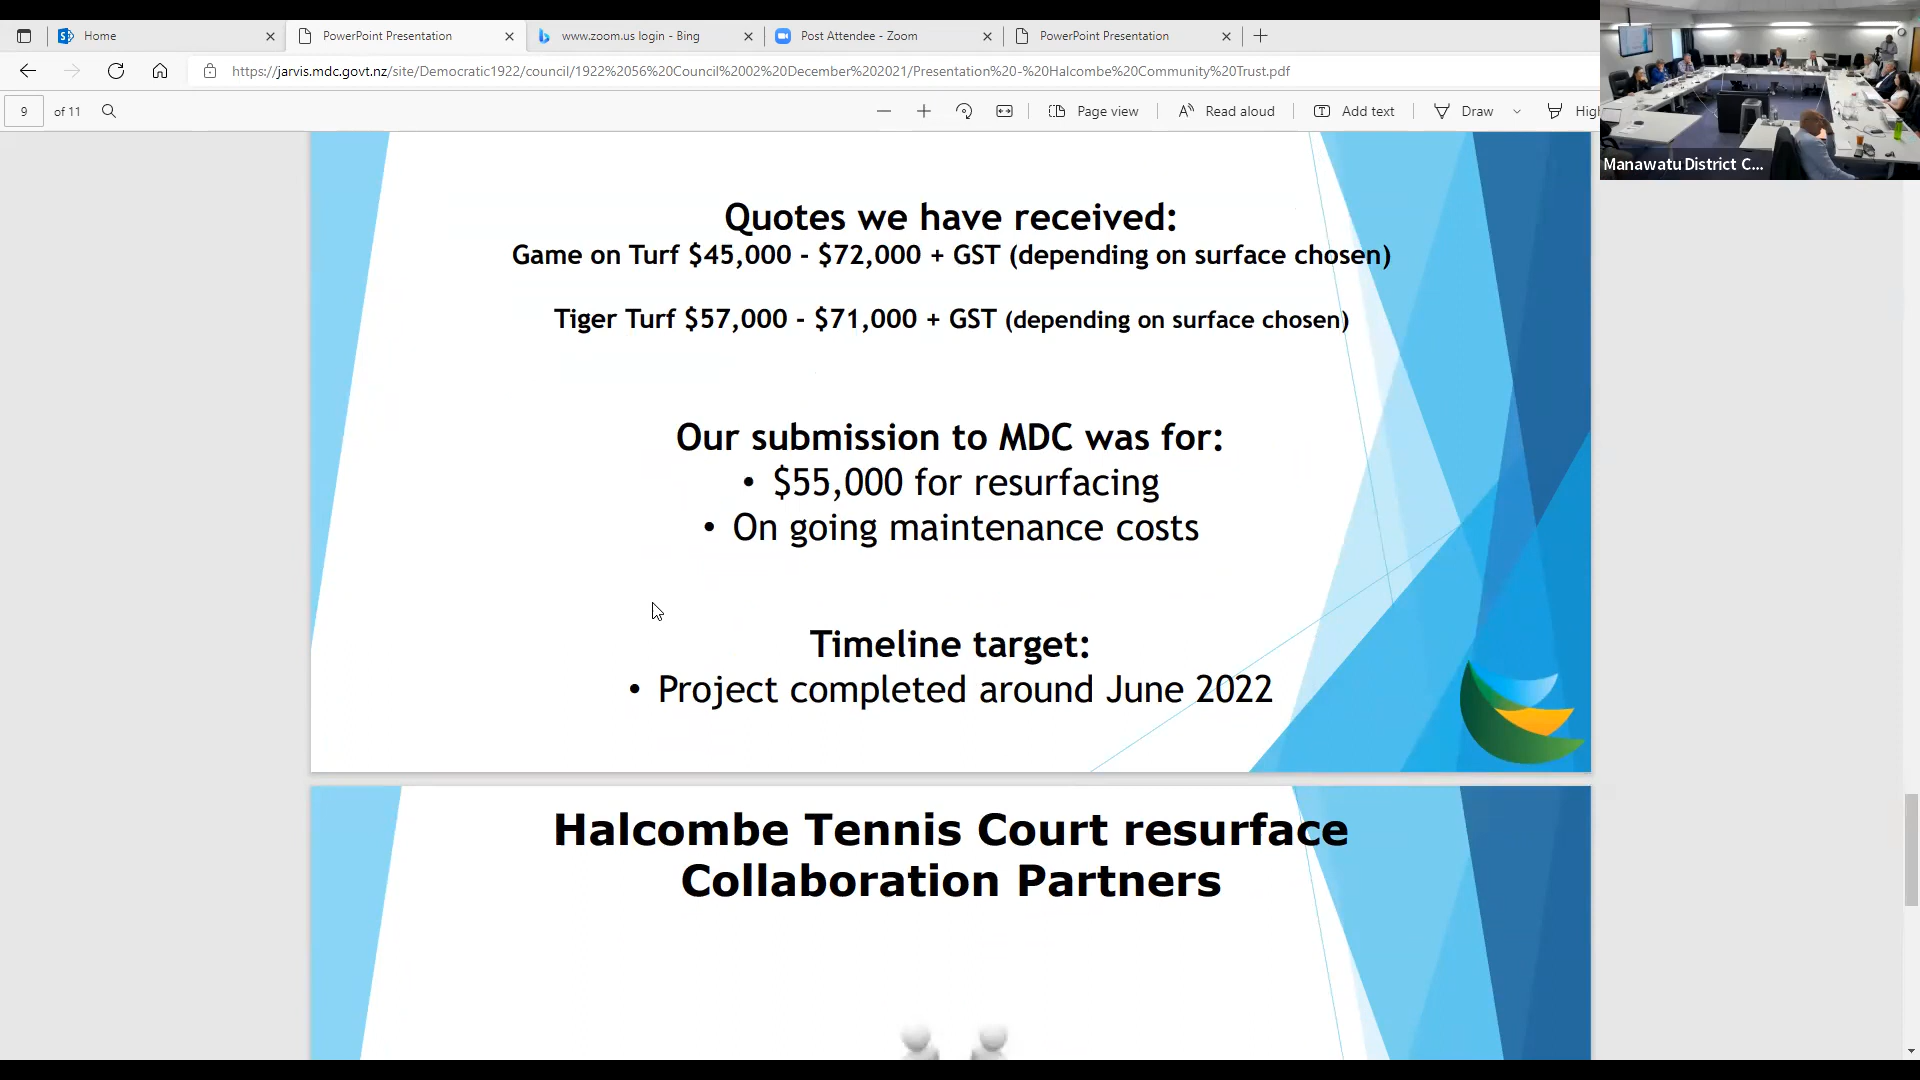 Home
PowerPoint Presentation
www.zoom.us login - Bing
Post Attendee - Zoom
PowerPoint Presentation
https://jarvis.mdc.govt.nz/site/Democratic1922/council/1922%2056%20Council%2002%20December%202021/Presentation%20-%20Halcombe%20Community%20Trust.pdf
9 of 11
Page view
Read aloud
Add text
Draw
Hig
Manawatu District C...
Quotes we have received:
Game on Turf $45,000 - $72,000 + GST (depending on surface chosen)
Tiger Turf $57,000 - $71,000 + GST (depending on surface chosen)
Our submission to MDC was for:
• $55,000 for resurfacing
• On going maintenance costs
Timeline target:
• Project completed around June 2022
Halcombe Tennis Court resurface
Collaboration Partners